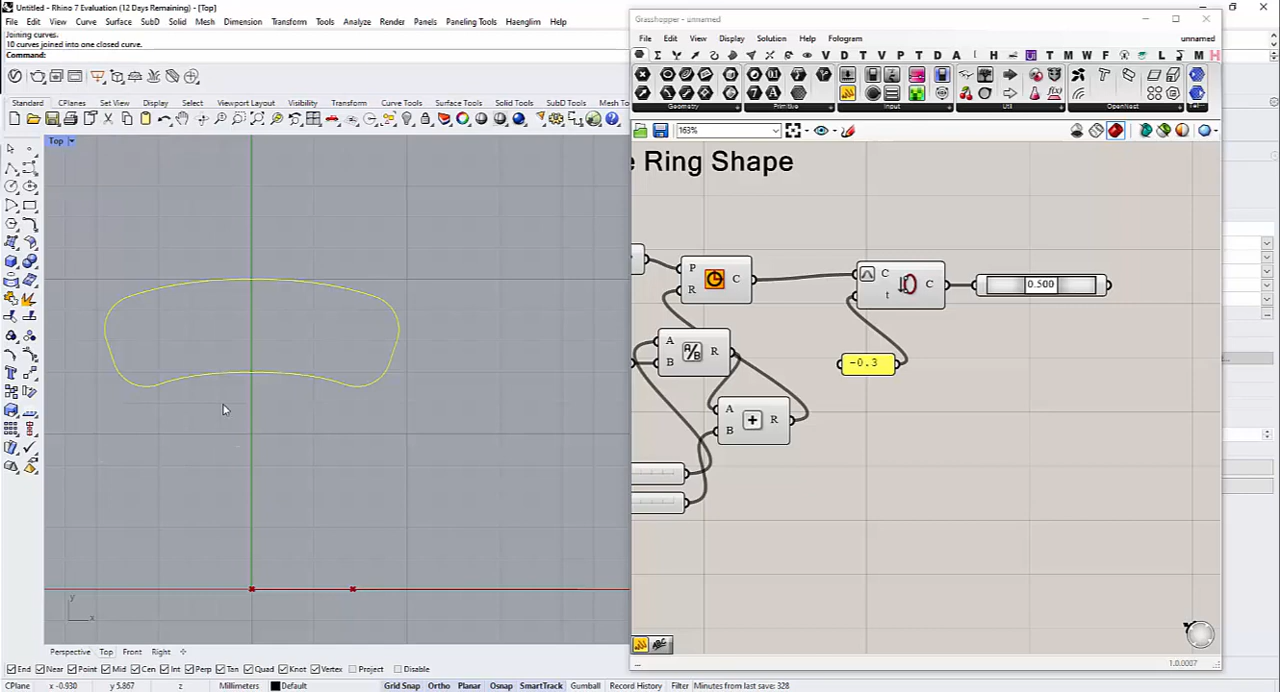 Untitled - Rhino 7 Evaluation (12 Days Remaining) - [Top]
File Edit View Curve Surface SubD Solid Mesh Dimension Transform Tools Analyze Render Panels Paneling Tools Haenglim Help
Joining curves.
10 curves joined into one closed curve.
Command:
Standard CPlanes Set View Display Select Viewport Layout Visibility Transform Curve Tools Surface Tools Solid Tools SubD Tools Mesh To
Top
Grasshopper - unnamed
File Edit View Display Solution Help Fologram unnamed
V D T V P T D A I H T M F L M H
Geometry Primitive Input Util OpenNest Tel...
163%
e Ring Shape
P
R
C
C
t
C
0.500
A
B
A/B
R
-0.3
A
B
R
1.0.0007
y
x
Perspective Top Front Right
End Near Point Mid Cen Int Perp Tan Quad Knot Vertex Project Disable
CPlane x -0.930 y 5.867 z Millimeters Default Grid Snap Ortho Planar Osnap SmartTrack Gumball Record History Filter Minutes from last save: 328